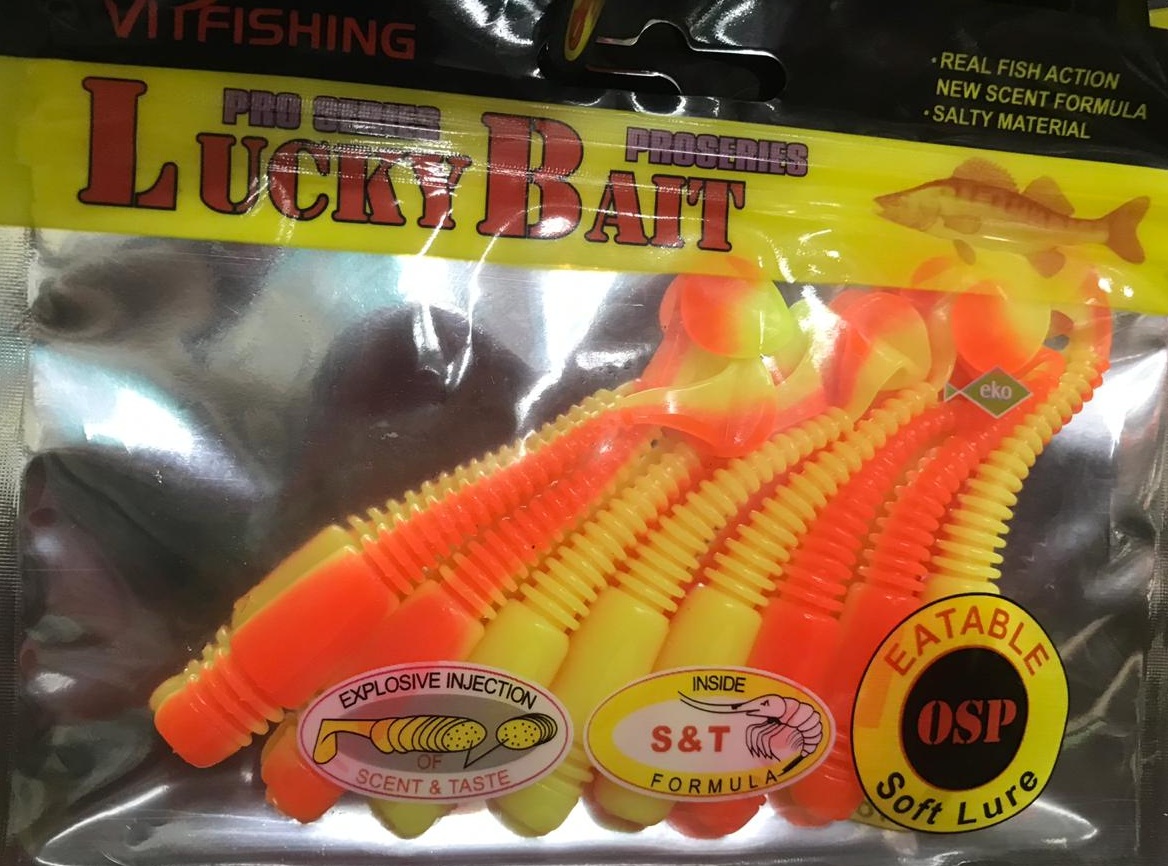 VITFISHING
• REAL FISH ACTION
NEW SCENT FORMULA
• SALTY MATERIAL
PRO SERIES
PROSERIES
LUCKY BAIT
eko
EXPLOSIVE INJECTION
OF
SCENT & TASTE
INSIDE
S & T
FORMULA
EATABLE
OSP
Soft Lure